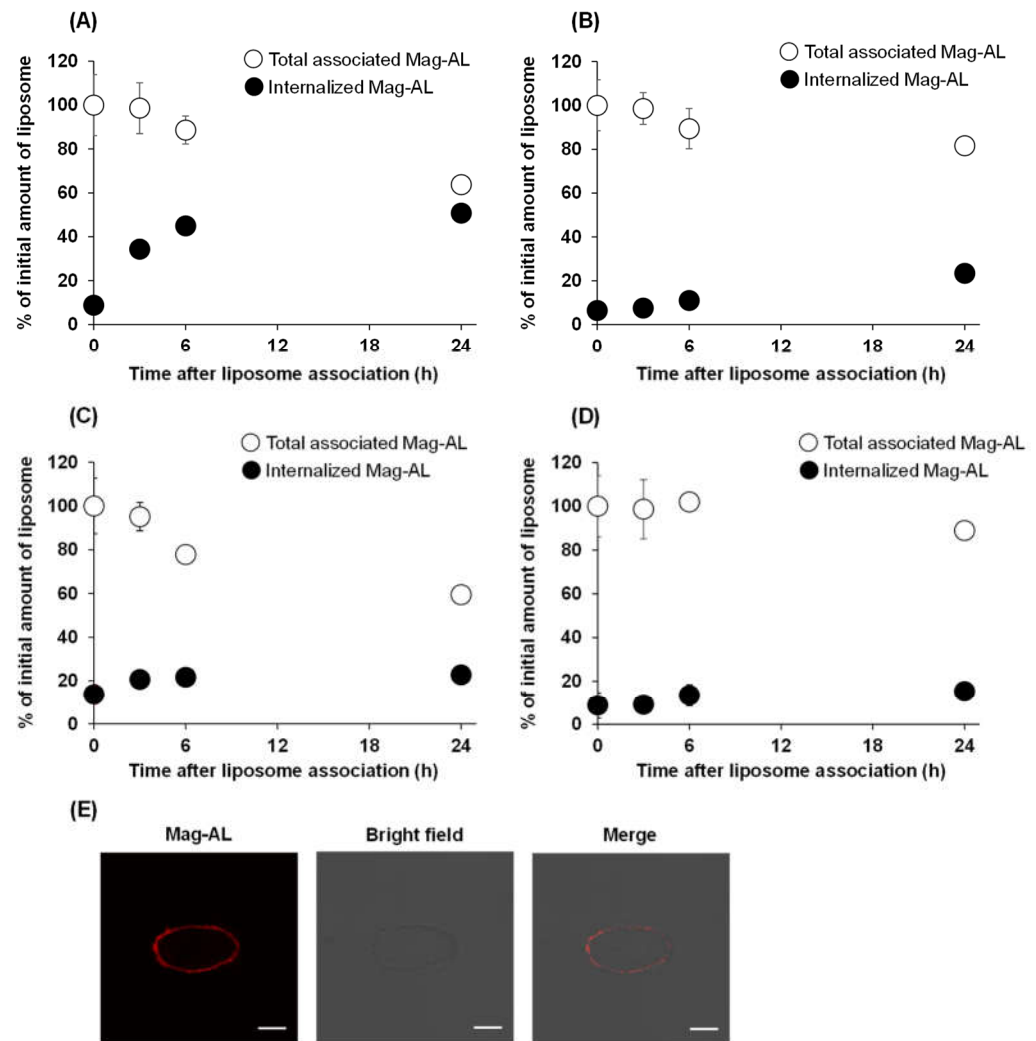 (A)
Total associated Mag-AL
Internalized Mag-AL
% of initial amount of liposome
120
100
80
60
40
20
0
0 6 12 18 24
Time after liposome association (h)
(B)
Total associated Mag-AL
Internalized Mag-AL
% of initial amount of liposome
120
100
80
60
40
20
0
0 6 12 18 24
Time after liposome association (h)
(C)
Total associated Mag-AL
Internalized Mag-AL
% of initial amount of liposome
120
100
80
60
40
20
0
0 6 12 18 24
Time after liposome association (h)
(D)
Total associated Mag-AL
Internalized Mag-AL
% of initial amount of liposome
120
100
80
60
40
20
0
0 6 12 18 24
Time after liposome association (h)
(E)
Mag-AL Bright field Merge